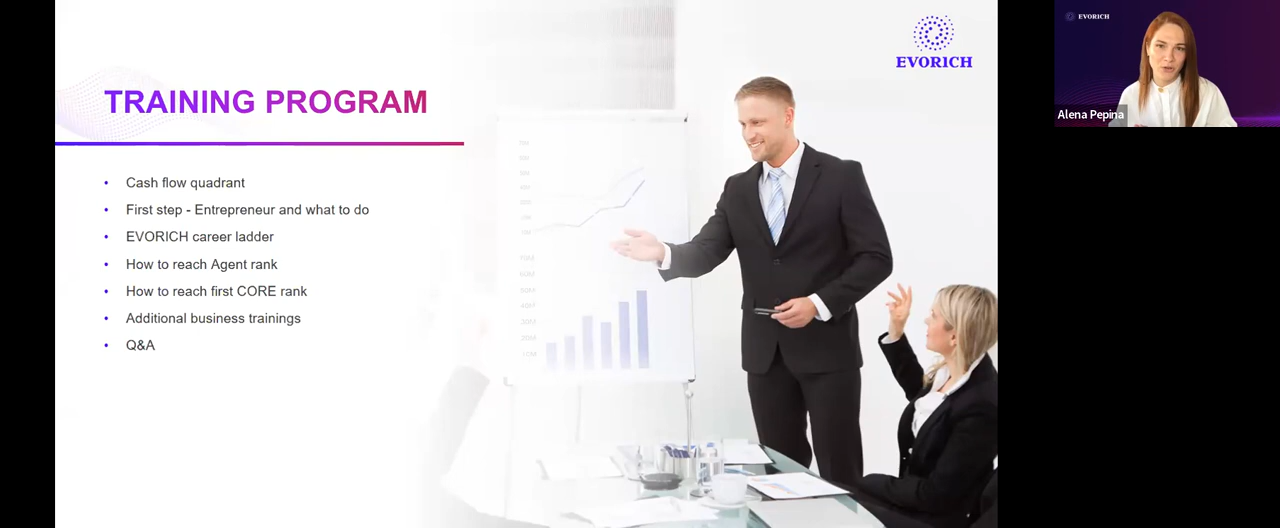 EVORICH
TRAINING PROGRAM
• Cash flow quadrant
• First step - Entrepreneur and what to do
• EVORICH career ladder
• How to reach Agent rank
• How to reach first CORE rank
• Additional business trainings
• Q&A
EVORICH
Alena Pepina